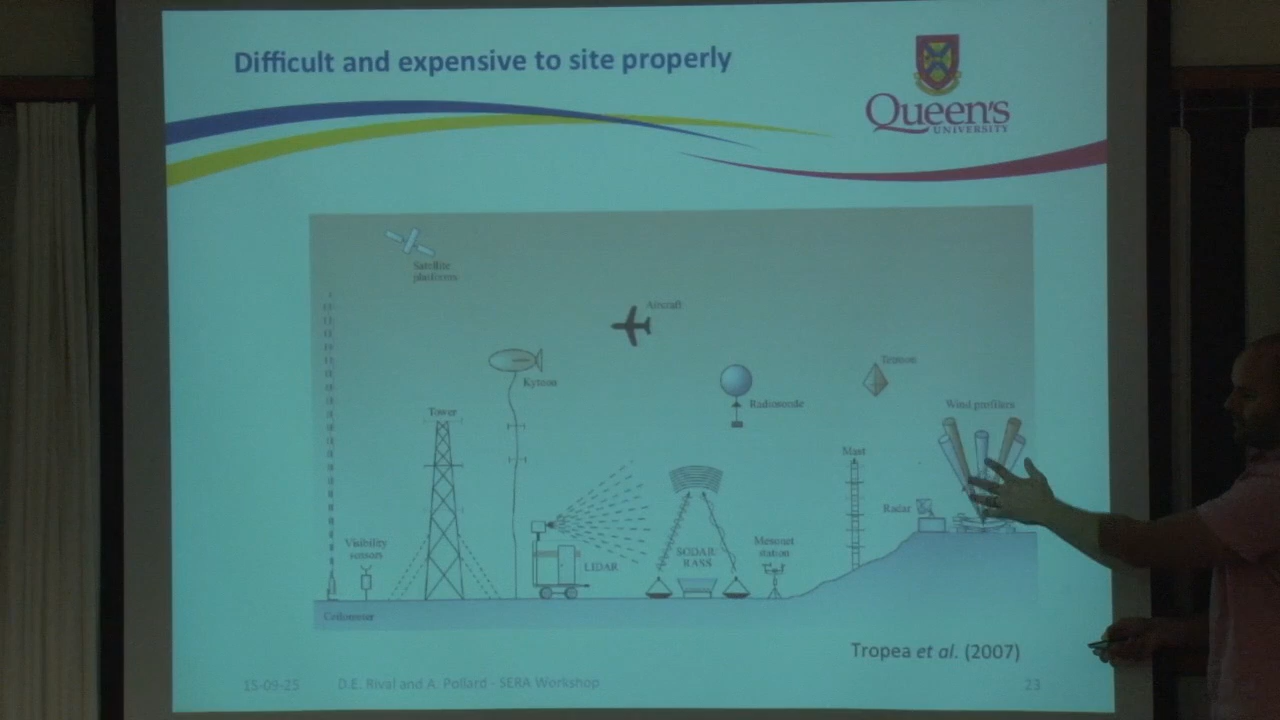 Difficult and expensive to site properly
Queen's
UNIVERSITY
Satellite
platforms
Aircraft
Kytoon
Tetroon
Radiosonde
Wind profilers
Tower
Mast
Radar
Visibility
sensors
LIDAR
SODAR/
RASS
Mesonet
station
Ceilometer
Tropea et al. (2007)
15-09-25 D.E. Rival and A. Pollard - SERA Workshop 23